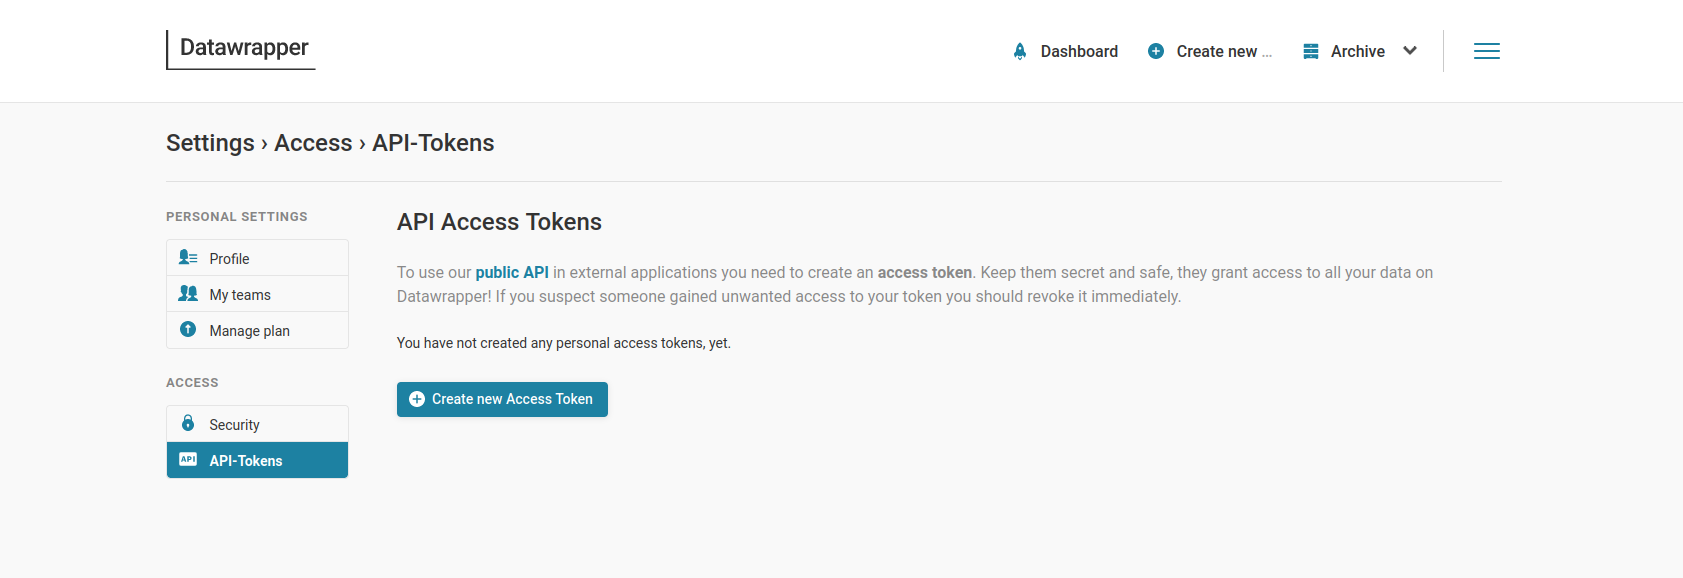 Datawrapper
Dashboard
Create new ...
Archive
Settings › Access › API-Tokens
PERSONAL SETTINGS
Profile
My teams
Manage plan
ACCESS
Security
API API-Tokens
API Access Tokens
To use our public API in external applications you need to create an access token. Keep them secret and safe, they grant access to all your data on
Datawrapper! If you suspect someone gained unwanted access to your token you should revoke it immediately.
You have not created any personal access tokens, yet.
Create new Access Token